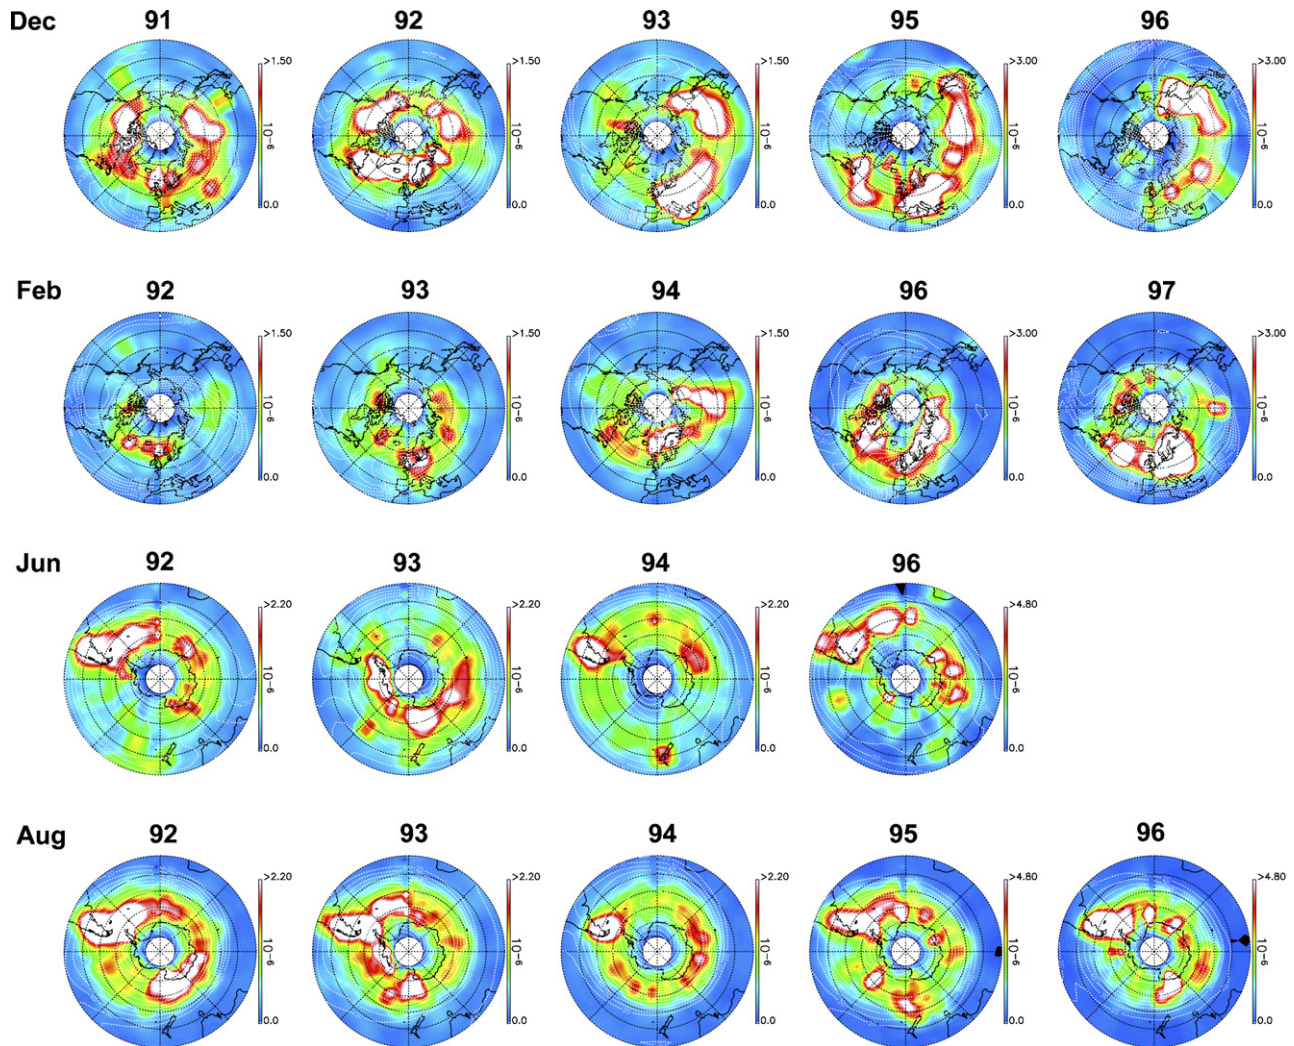 Dec 91 92 93 95 96
>1.50 >1.50 >1.50 >3.00 >3.00
10-6 10-6 10-6 10-6 10-6
0.0 0.0 0.0 0.0 0.0
Feb 92 93 94 96 97
>1.50 >1.50 >1.50 >3.00 >3.00
10-6 10-6 10-6 10-6 10-6
0.0 0.0 0.0 0.0 0.0
Jun 92 93 94 96
>2.20 >2.20 >2.20 >4.80
10-6 10-6 10-6 10-6
0.0 0.0 0.0 0.0
Aug 92 93 94 95 96
>2.20 >2.20 >2.20 >4.80 >4.80
10-6 10-6 10-6 10-6 10-6
0.0 0.0 0.0 0.0 0.0